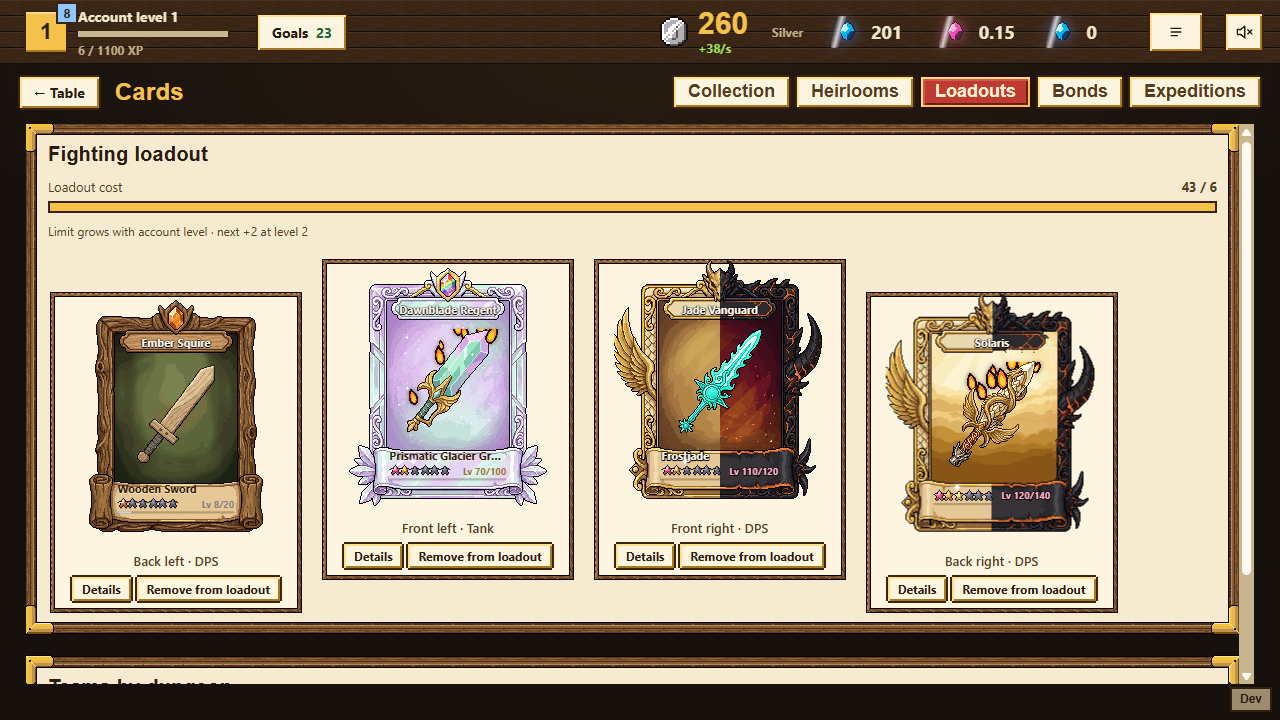 1
8
Account level 1
6 / 1100 XP
Goals 23
260
+38/s
Silver
201
0.15
0
← Table
Cards
Collection
Heirlooms
Loadouts
Bonds
Expeditions
Fighting loadout
Loadout cost
43 / 6
Limit grows with account level · next +2 at level 2
Ember Squire
Wooden Sword
Lv 8/20
Back left · DPS
Details
Remove from loadout
Dawnblade Regent
Prismatic Glacier Gr...
Lv 70/100
Front left · Tank
Details
Remove from loadout
Jade Vanguard
Frostjade
Lv 110/120
Front right · DPS
Details
Remove from loadout
Solaris
Lv 120/140
Back right · DPS
Details
Remove from loadout
Teams by dungeon
Dev